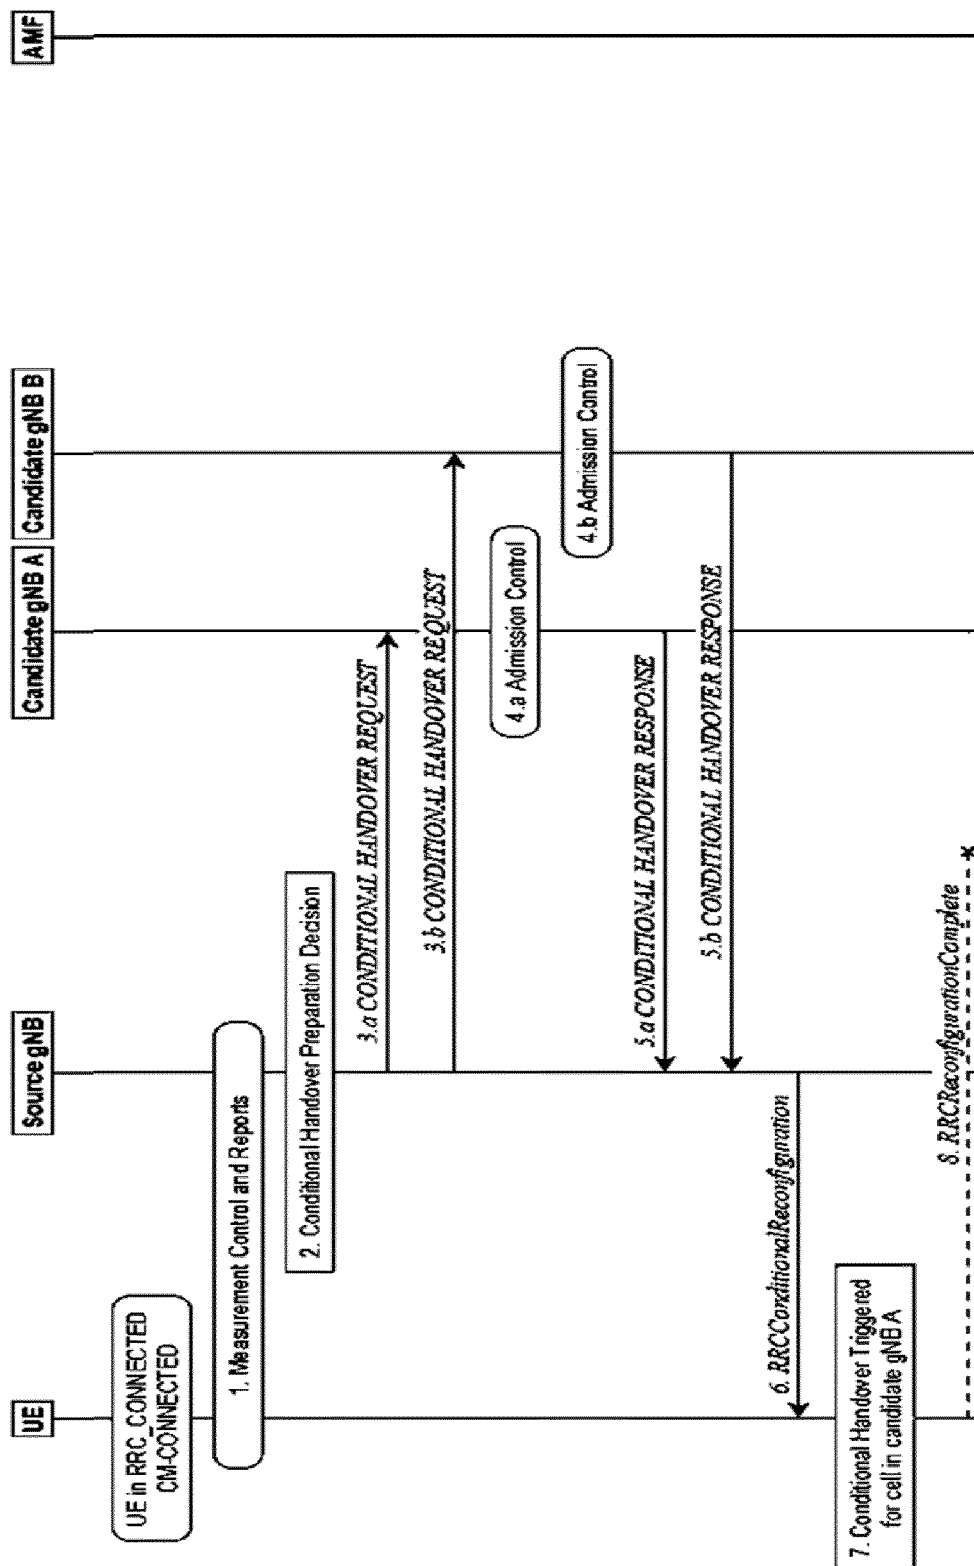 UE
Source gNB
Candidate gNB A
Candidate gNB B
AMF
UE in RRC_CONNECTED
CM-CONNECTED
1. Measurement Control and Reports
2. Conditional Handover Preparation Decision
3.a CONDITIONAL HANDOVER REQUEST
3.b CONDITIONAL HANDOVER REQUEST
4.a Admission Control
4.b Admission Control
5.a CONDITIONAL HANDOVER RESPONSE
5.b CONDITIONAL HANDOVER RESPONSE
6. RRCConditionalReconfiguration
7. Conditional Handover Triggered
for cell in candidate gNB A
8. RRCReconfigurationComplete